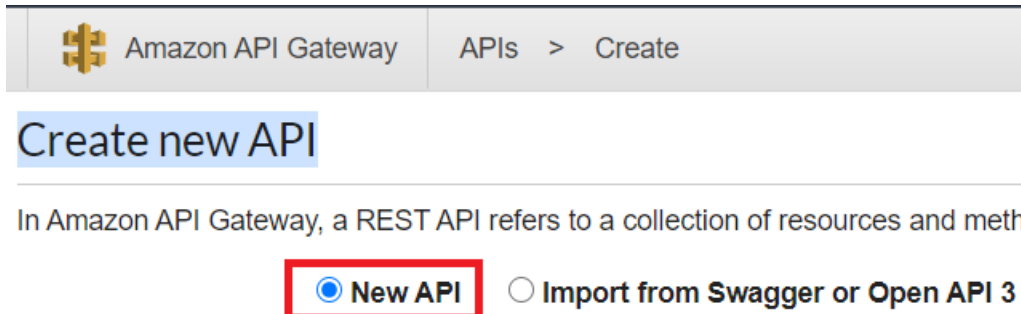 Amazon API Gateway APIs > Create
Create new API
In Amazon API Gateway, a REST API refers to a collection of resources and meth
New API Import from Swagger or Open API 3